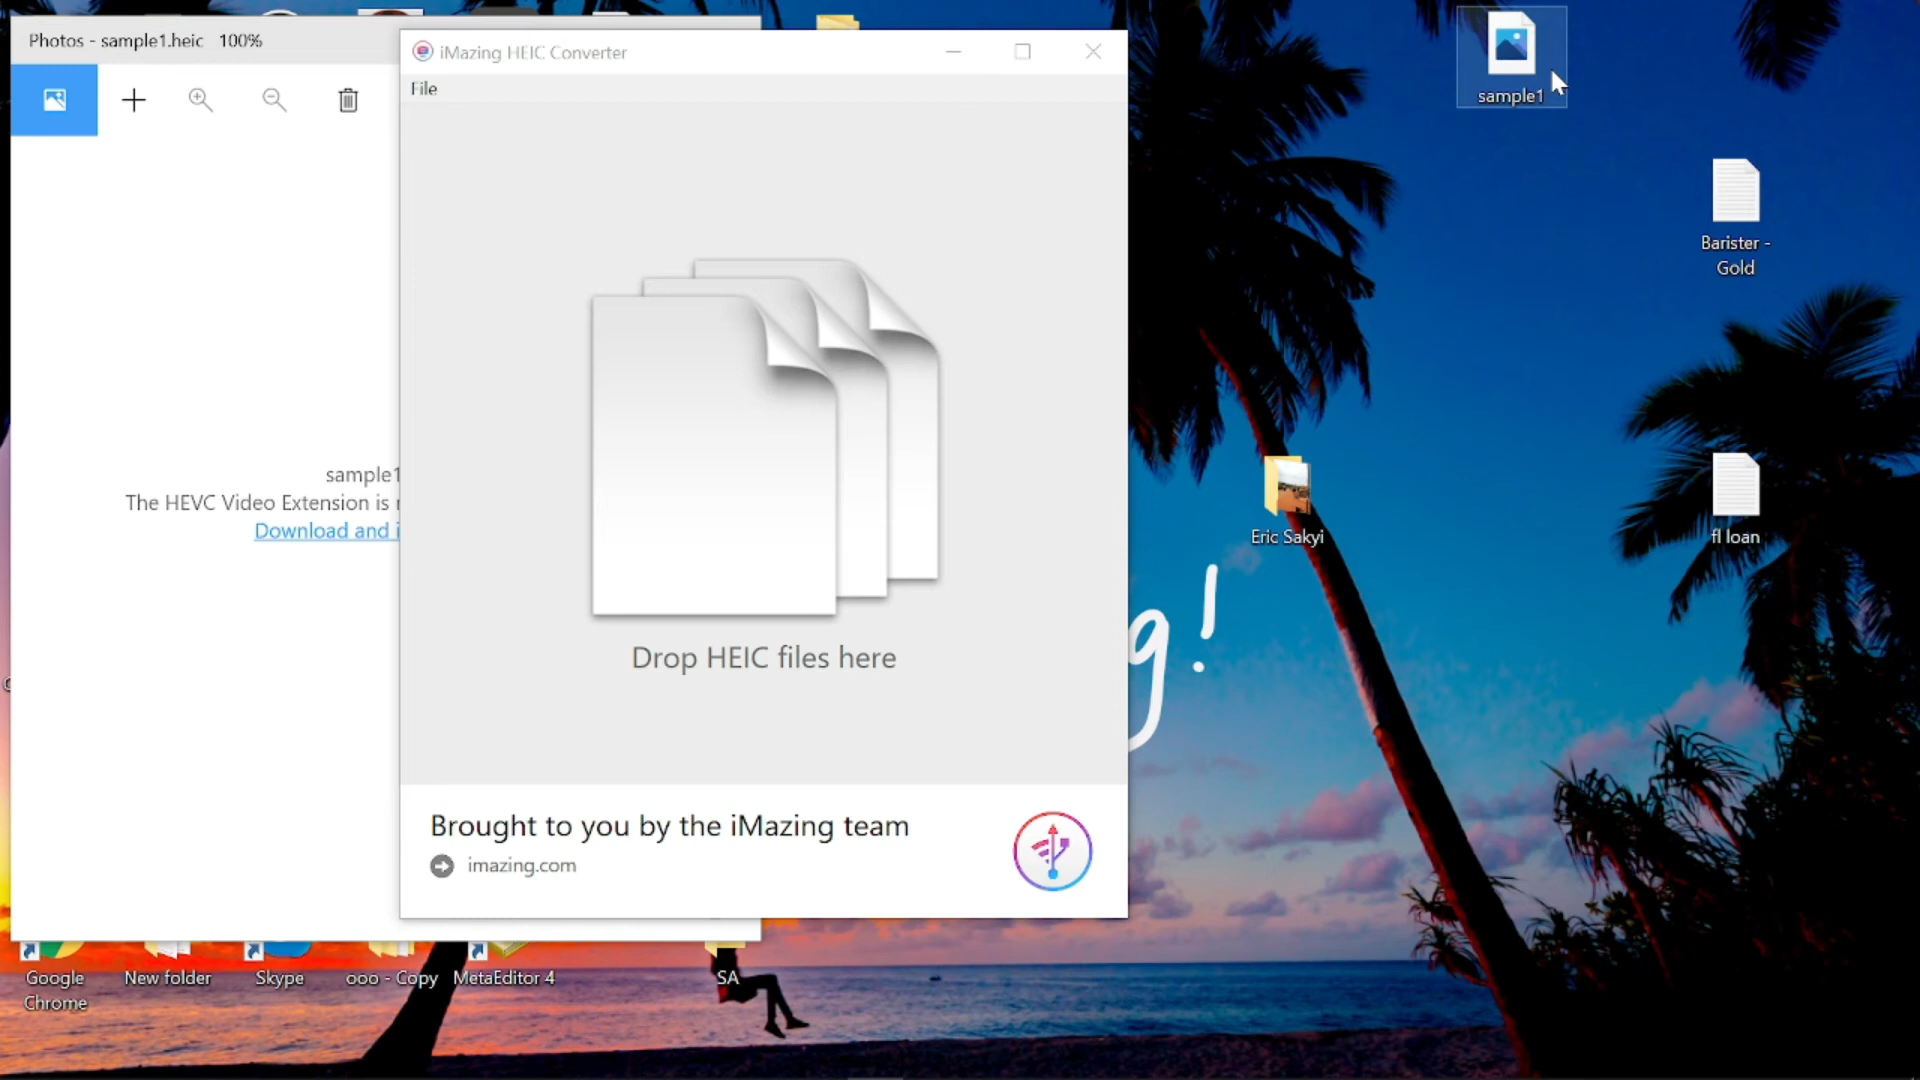 Photos - sample1.heic   100%
iMazing HEIC Converter
File
sample1
The HEVC Video Extension is
Download and i
Drop HEIC files here
Brought to you by the iMazing team
imazing.com
sample1
Barister -
Gold
Eric Sakyi
fl loan
g!
Google
Chrome
New folder
Skype
ooo - Copy
MetaEditor 4
SA